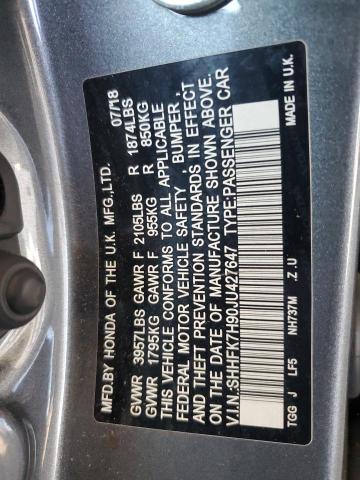 MFD.BY HONDA OF THE U.K. MFG.,LTD. 07/18
GVWR 3957LBS GAWR F 2105LBS R 1874LBS
GVWR 1795KG GAWR F 955KG R 850KG
THIS VEHICLE CONFORMS TO ALL APPLICABLE
FEDERAL MOTOR VEHICLE SAFETY , BUMPER ,
THEFT PREVENTION STANDARDS IN EFFECT
ON THE DATE OF MANUFACTURE SHOWN ABOVE.
V.I.N.:SHHFK7H90JU427647 TYPE:PASSENGER CAR
TGG J LF5 NH737M .Z .U MADE IN U.K.